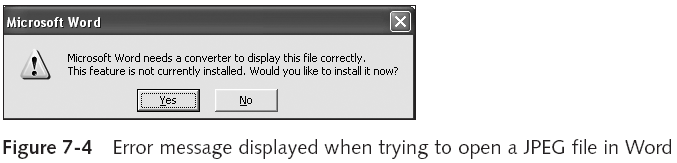 Microsoft Word
Microsoft Word needs a converter to display this file correctly.
This feature is not currently installed. Would you like to install it now?
Yes No
Figure 7-4 Error message displayed when trying to open a JPEG file in Word